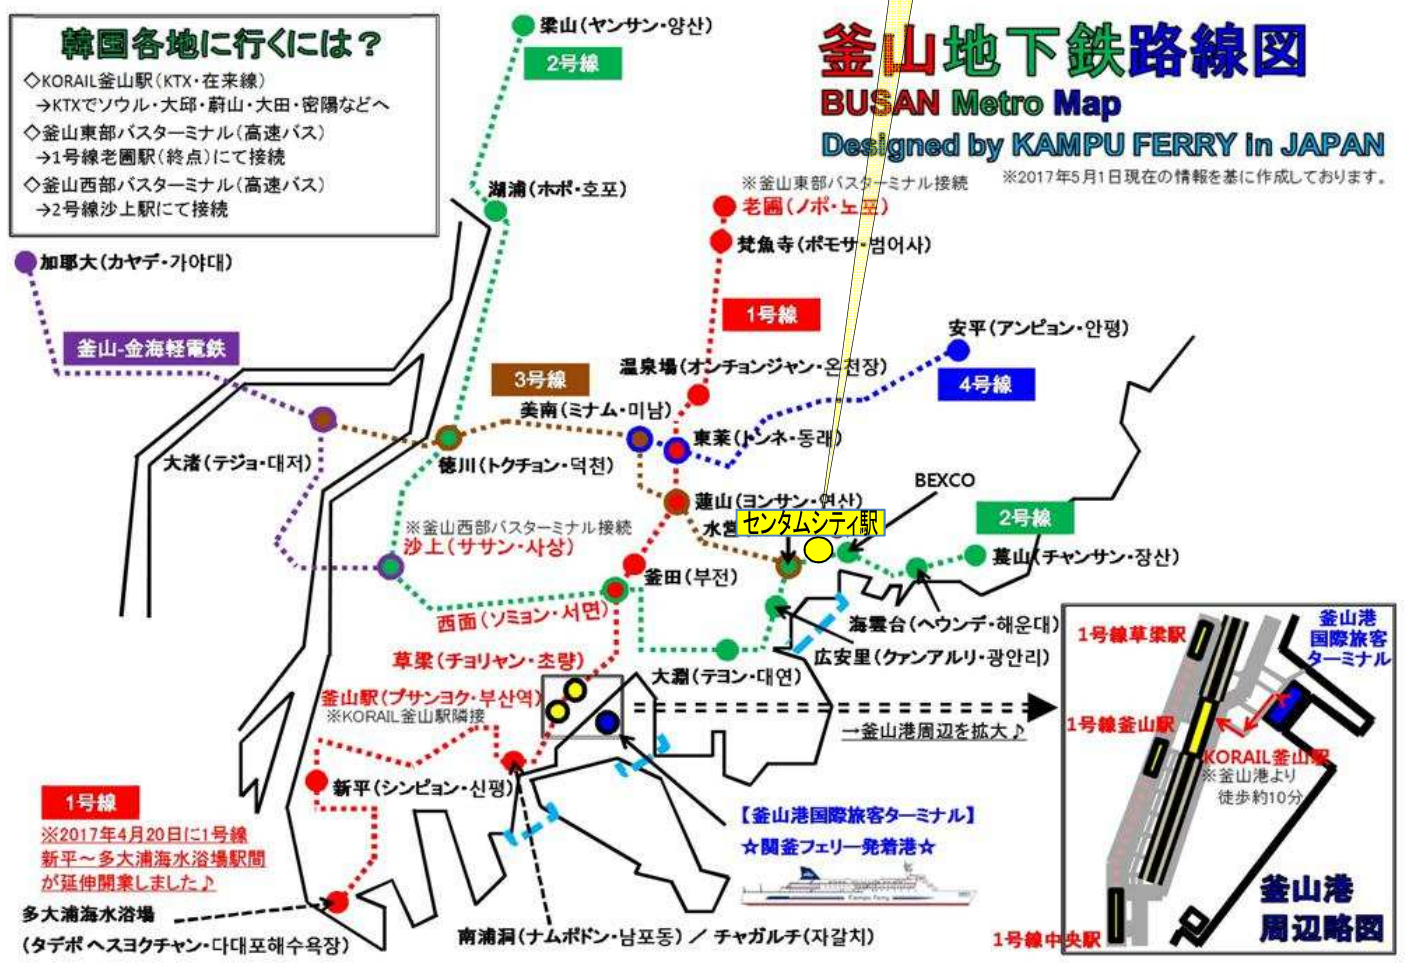 韓国各地に行くには？
◇KORAIL釜山駅（KTX・在来線）
→KTXでソウル・大邱・蔚山・大田・密陽などへ
◇釜山東部バスターミナル（高速バス）
→1号線老圃駅（終点）にて接続
◇釜山西部バスターミナル（高速バス）
→2号線沙上駅にて接続
梁山（ヤンサン・양산）
2号線
釜山地下鉄路線図
BUSAN Metro Map
Designed by KAMPU FERRY in JAPAN
※2017年5月1日現在の情報を基に作成しております。
湖浦（ホポ・호포）
※釜山東部バスターミナル接続
老圃（ノポ・노포）
梵魚寺（ポモサ・범어사）
加耶大（カヤデ・가야대）
釜山-金海軽電鉄
1号線
安平（アンピョン・안평）
温泉場（オンチョンジャン・온천장）
3号線
4号線
美南（ミナム・미남）
東莱（トンネ・동래）
大渚（テジョ・대저）
徳川（トクチョン・덕천）
蓮山（ヨンサン・연산）
BEXCO
水営
センタムシティ駅
2号線
※釜山西部バスターミナル接続
沙上（ササン・사상）
萇山（チャンサン・장산）
釜田（부전）
西面（ソミョン・서면）
海雲台（ヘウンデ・해운대）
広安里（クァンアルリ・광안리）
草梁（チョリャン・초량）
大淵（テヨン・대연）
釜山駅（プサンヨク・부산역）
※KORAIL釜山駅隣接
→釜山港周辺を拡大♪
新平（シンピョン・신평）
1号線
※2017年4月20日に1号線
新平～多大浦海水浴場駅間
が延伸開業しました♪
多大浦海水浴場
（タデポ ヘスヨクチャン・다대포해수욕장）
南浦洞（ナムポドン・남포동）／チャガルチ（자갈치）
【釜山港国際旅客ターミナル】
☆関釜フェリー発着港☆
Kampu Ferry
1号線草梁駅
釜山港
国際旅客
ターミナル
1号線釜山駅
KORAIL釜山駅
※釜山港より
徒歩約10分
釜山港
周辺略図
1号線中央駅